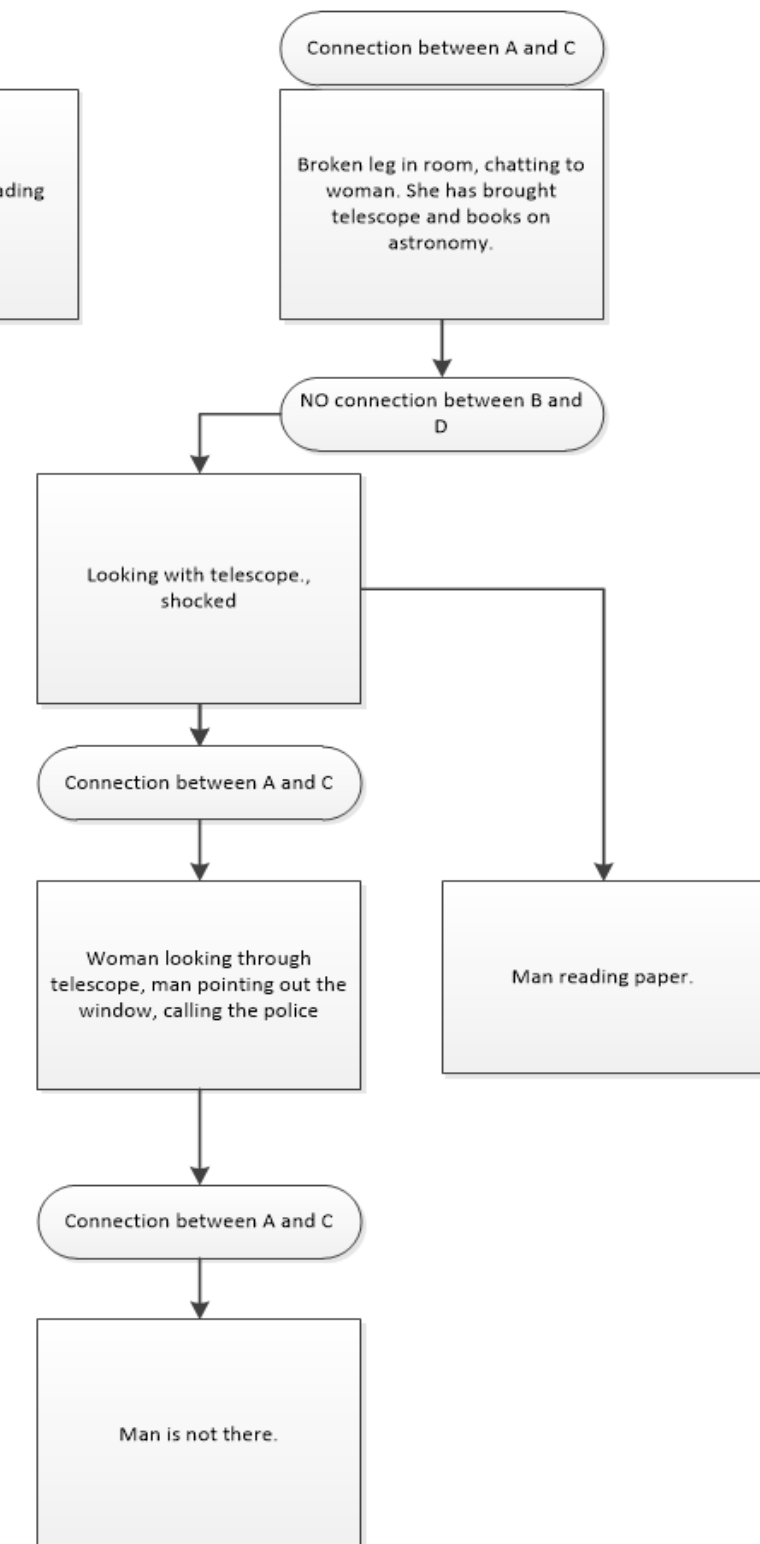 Connection between A and C
Broken leg in room, chatting to
woman. She has brought
telescope and books on
astronomy.
NO connection between B and
D
Looking with telescope.,
shocked
Connection between A and C
Woman looking through
telescope, man pointing out the
window, calling the police
Man reading paper.
Connection between A and C
Man is not there.